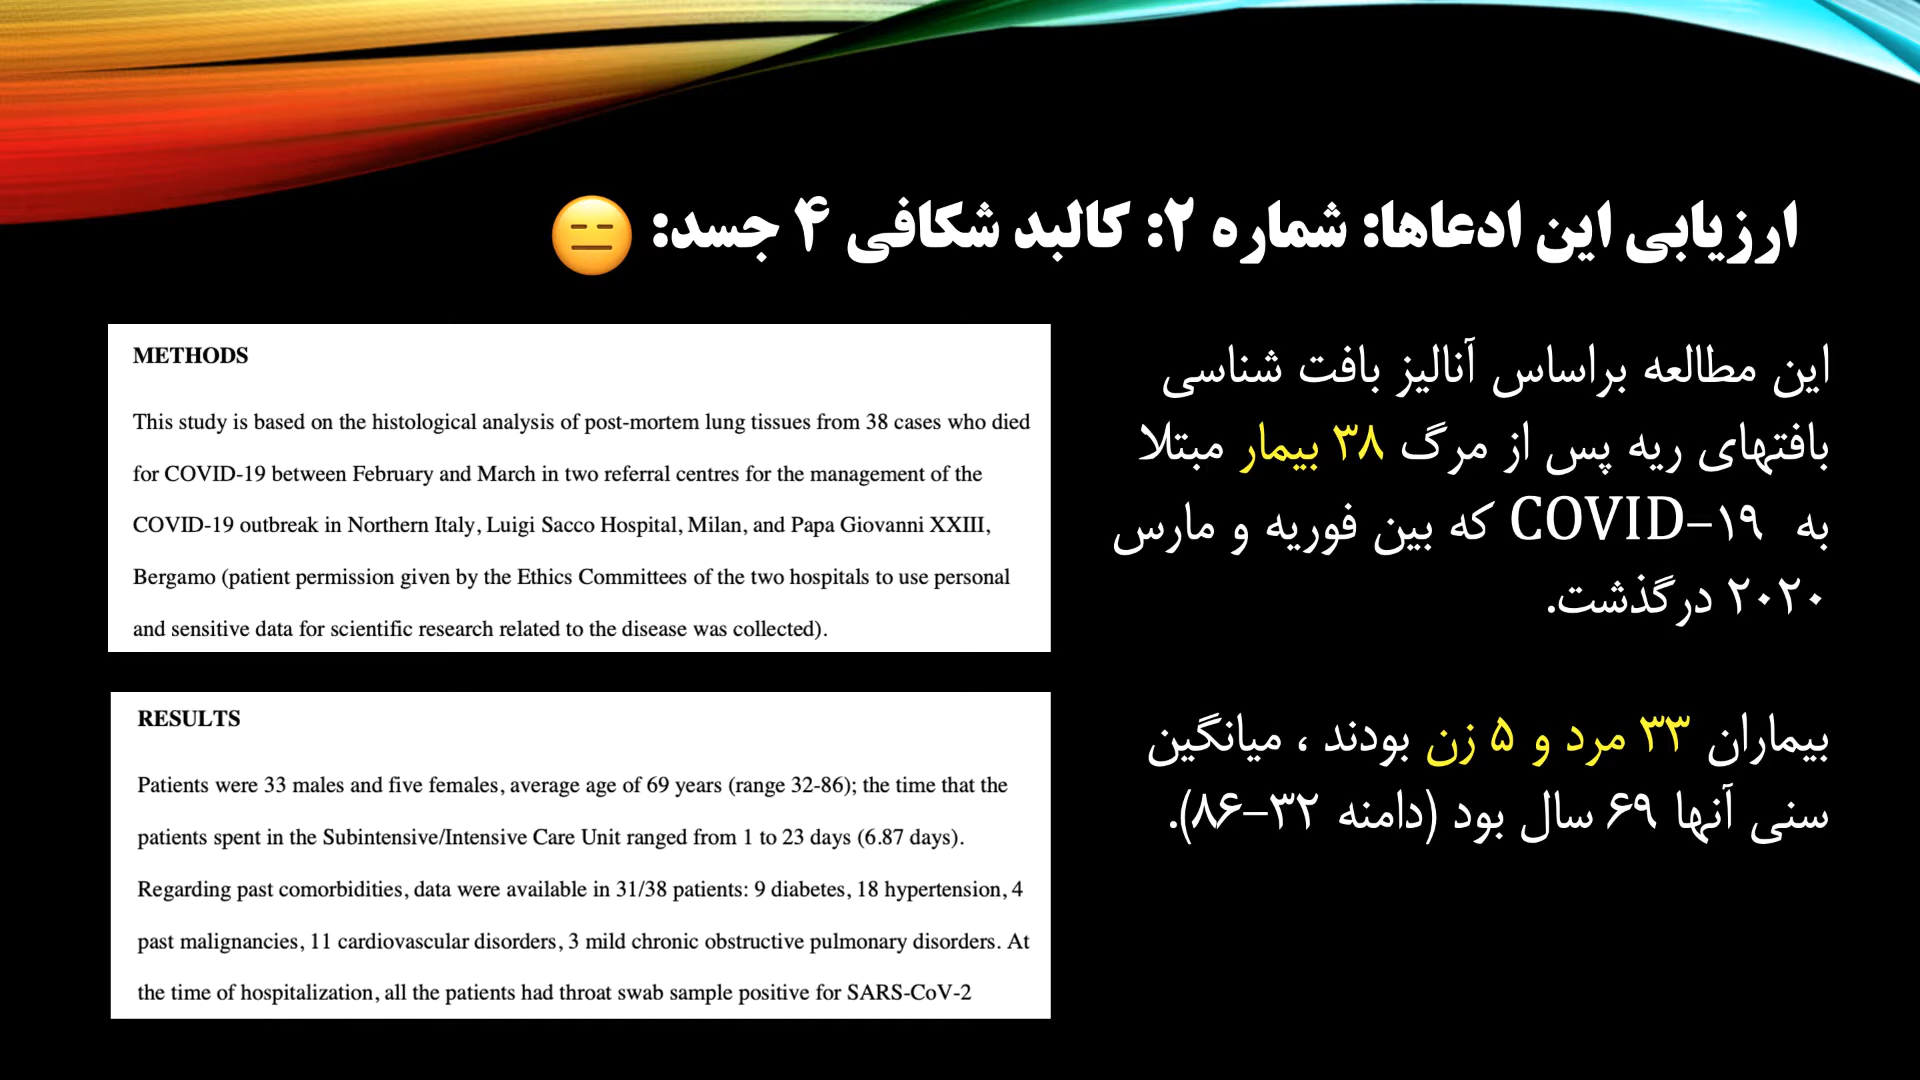 ارزیابی این ادعاها: شماره ۲: کالبد شکافی ۴ جسد: 😑
METHODS
This study is based on the histological analysis of post-mortem lung tissues from 38 cases who died
for COVID-19 between February and March in two referral centres for the management of the
COVID-19 outbreak in Northern Italy, Luigi Sacco Hospital, Milan, and Papa Giovanni XXIII,
Bergamo (patient permission given by the Ethics Committees of the two hospitals to use personal
and sensitive data for scientific research related to the disease was collected).
RESULTS
Patients were 33 males and five females, average age of 69 years (range 32-86); the time that the
patients spent in the Subintensive/Intensive Care Unit ranged from 1 to 23 days (6.87 days).
Regarding past comorbidities, data were available in 31/38 patients: 9 diabetes, 18 hypertension, 4
past malignancies, 11 cardiovascular disorders, 3 mild chronic obstructive pulmonary disorders. At
the time of hospitalization, all the patients had throat swab sample positive for SARS-CoV-2
این مطالعه براساس آنالیز بافت شناسی
بافتهای ریه پس از مرگ ۳۸ بیمار مبتلا
به COVID-۱۹ که بین فوریه و مارس
۲۰۲۰ درگذشت.
بیماران ۳۳ مرد و ۵ زن بودند ، میانگین
سنی آنها ۶۹ سال بود (دامنه ۳۲-۸۶).